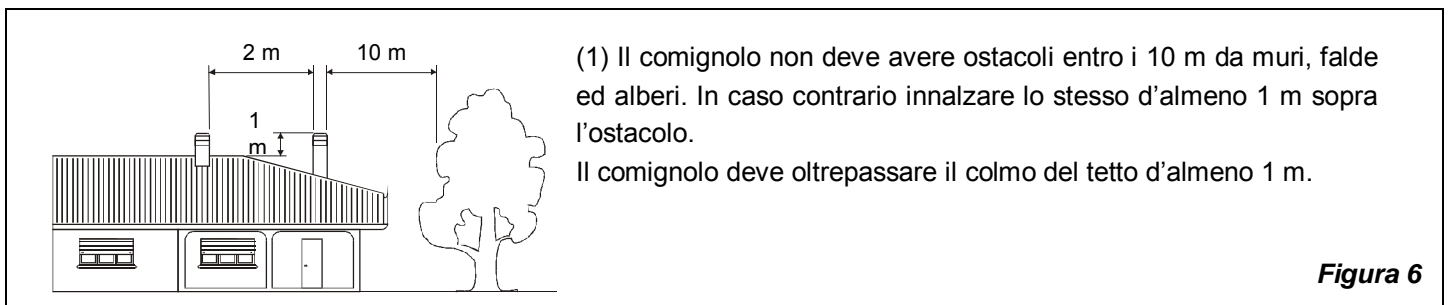 2 m
10 m
1
m
(1) Il comignolo non deve avere ostacoli entro i 10 m da muri, falde
ed alberi. In caso contrario innalzare lo stesso d’almeno 1 m sopra
l’ostacolo.
Il comignolo deve oltrepassare il colmo del tetto d’almeno 1 m.
Figura 6